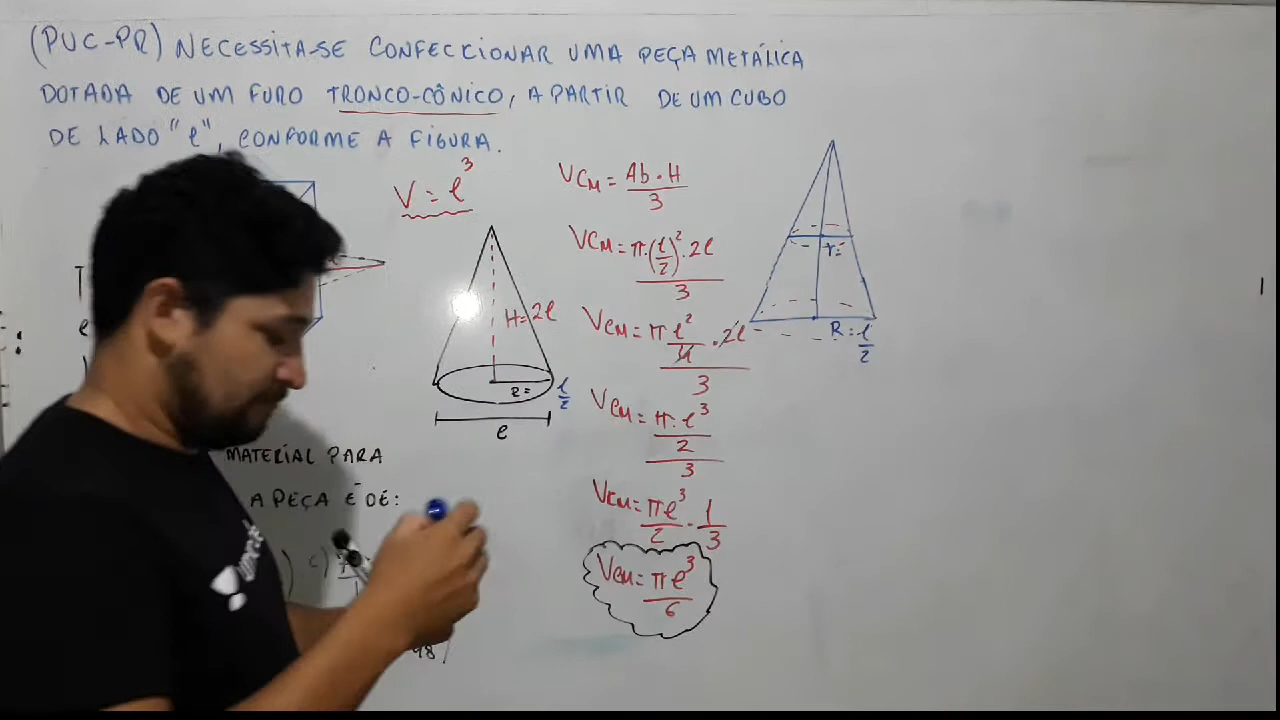 (PUC-PR) NECESSITA-SE CONFECCIONAR UMA PEÇA METÁLICA
DOTADA DE UM FURO TRONCO-CÔNICO, A PARTIR DE UM CUBO
DE LADO "l", CONFORME A FIGURA.
V = l³
H=2l
R=
l/2
e
e
MATERIAL PARA
A PEÇA É DE:
c)
48
VCM = Ab · H / 3
VCM = π·(l/2)²·2l / 3
VCM = π l²/4 · 2l / 3
VCM = π·l³/2 / 3
VCM = πl³/2 · 1/3
VCM = πl³/6
r=
R = l/2